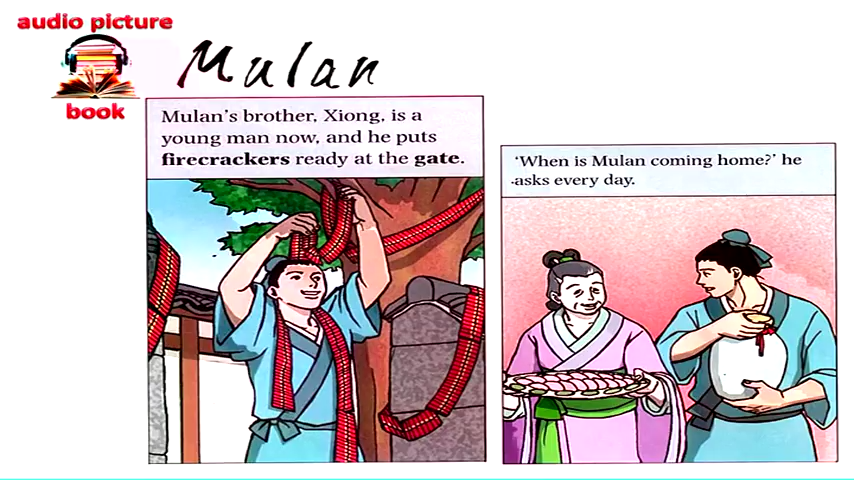 audio picture
book
Mulan
Mulan's brother, Xiong, is a
young man now, and he puts
firecrackers ready at the gate.
'When is Mulan coming home?' he
asks every day.